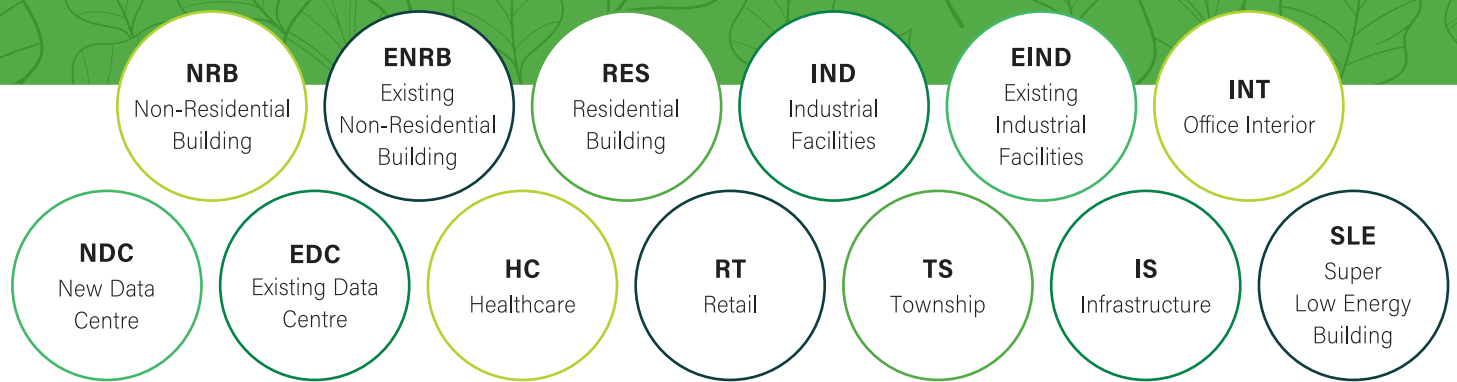 NRB
Non-Residential
Building
ENRB
Existing
Non-Residential
Building
RES
Residential
Building
IND
Industrial
Facilities
EIND
Existing
Industrial
Facilities
INT
Office Interior
NDC
New Data
Centre
EDC
Existing Data
Centre
HC
Healthcare
RT
Retail
TS
Township
IS
Infrastructure
SLE
Super
Low Energy
Building